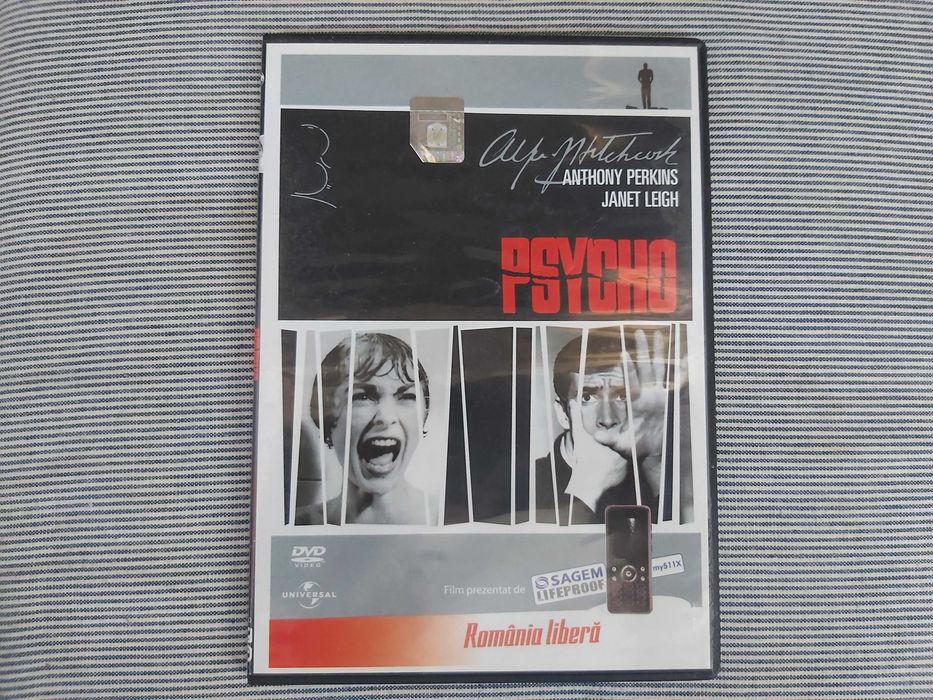 Alfred Hitchcock
ANTHONY PERKINS
JANET LEIGH
PSYCHO
DVD
VIDEO
UNIVERSAL
Film prezentat de
SAGEM
LIFEPROOF
my511X
România liberă